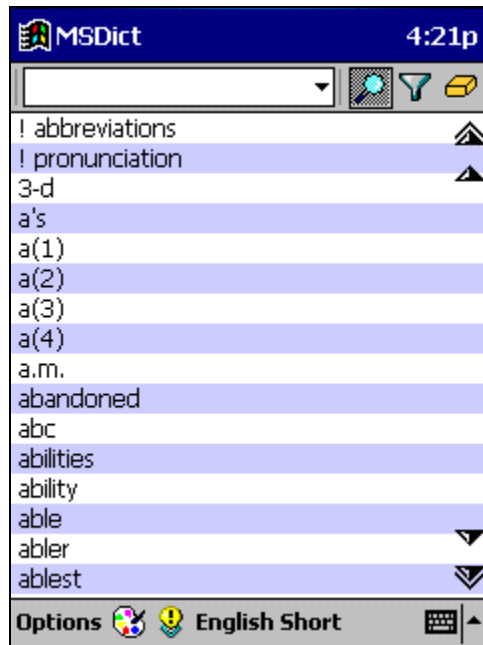 MSDict 4:21p
! abbreviations
! pronunciation
3-d
a's
a(1)
a(2)
a(3)
a(4)
a.m.
abandoned
abc
abilities
ability
able
abler
ablest
Options English Short